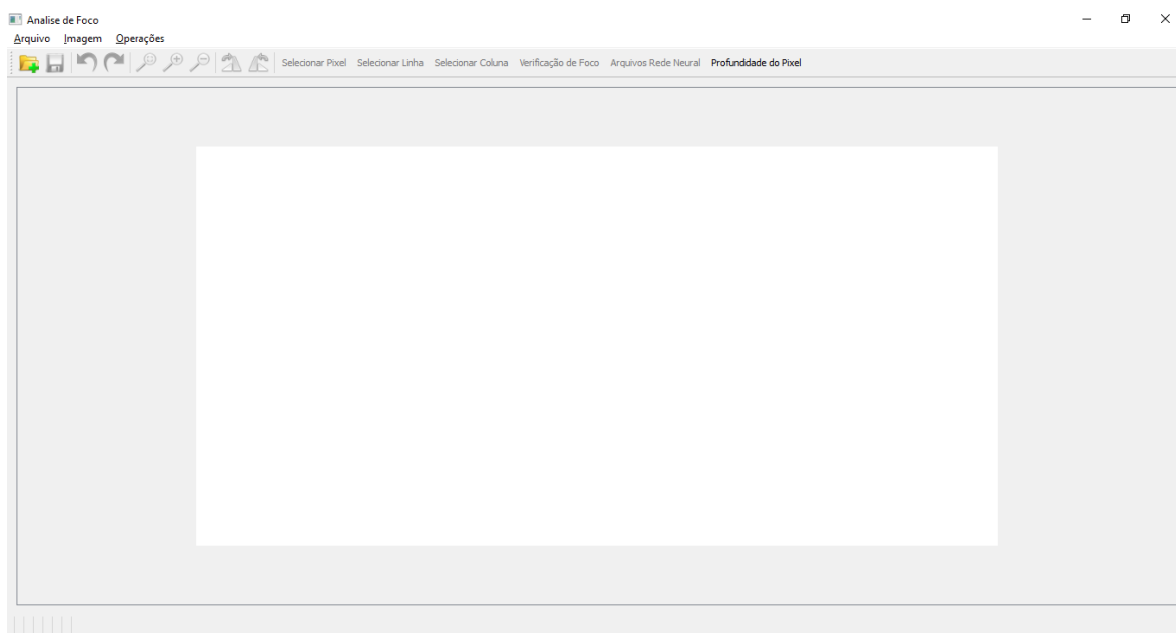 Analise de Foco
Arquivo Imagem Operações
Selecionar Pixel Selecionar Linha Selecionar Coluna Verificação de Foco Arquivos Rede Neural Profundidade do Pixel